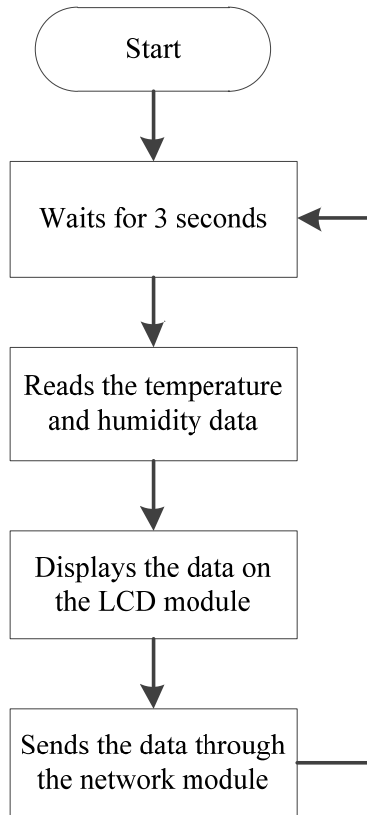 Start
Waits for 3 seconds
Reads the temperature
and humidity data
Displays the data on
the LCD module
Sends the data through
the network module